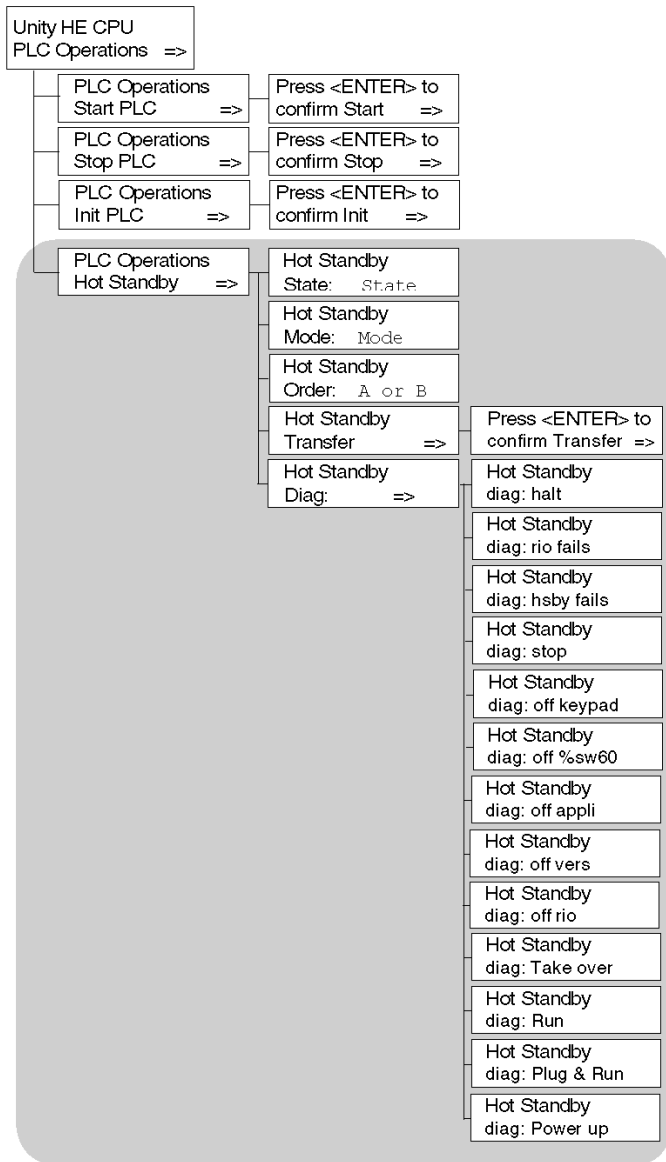 Unity HE CPU
PLC Operations =>
PLC Operations
Start PLC =>
Press <ENTER> to
confirm Start =>
PLC Operations
Stop PLC =>
Press <ENTER> to
confirm Stop =>
PLC Operations
Init PLC =>
Press <ENTER> to
confirm Init =>
PLC Operations
Hot Standby =>
Hot Standby
State: State
Hot Standby
Mode: Mode
Hot Standby
Order: A or B
Hot Standby
Transfer =>
Press <ENTER> to
confirm Transfer =>
Hot Standby
Diag: =>
Hot Standby
diag: halt
Hot Standby
diag: rio fails
Hot Standby
diag: hsby fails
Hot Standby
diag: stop
Hot Standby
diag: off keypad
Hot Standby
diag: off %sw60
Hot Standby
diag: off appli
Hot Standby
diag: off vers
Hot Standby
diag: off rio
Hot Standby
diag: Take over
Hot Standby
diag: Run
Hot Standby
diag: Plug & Run
Hot Standby
diag: Power up